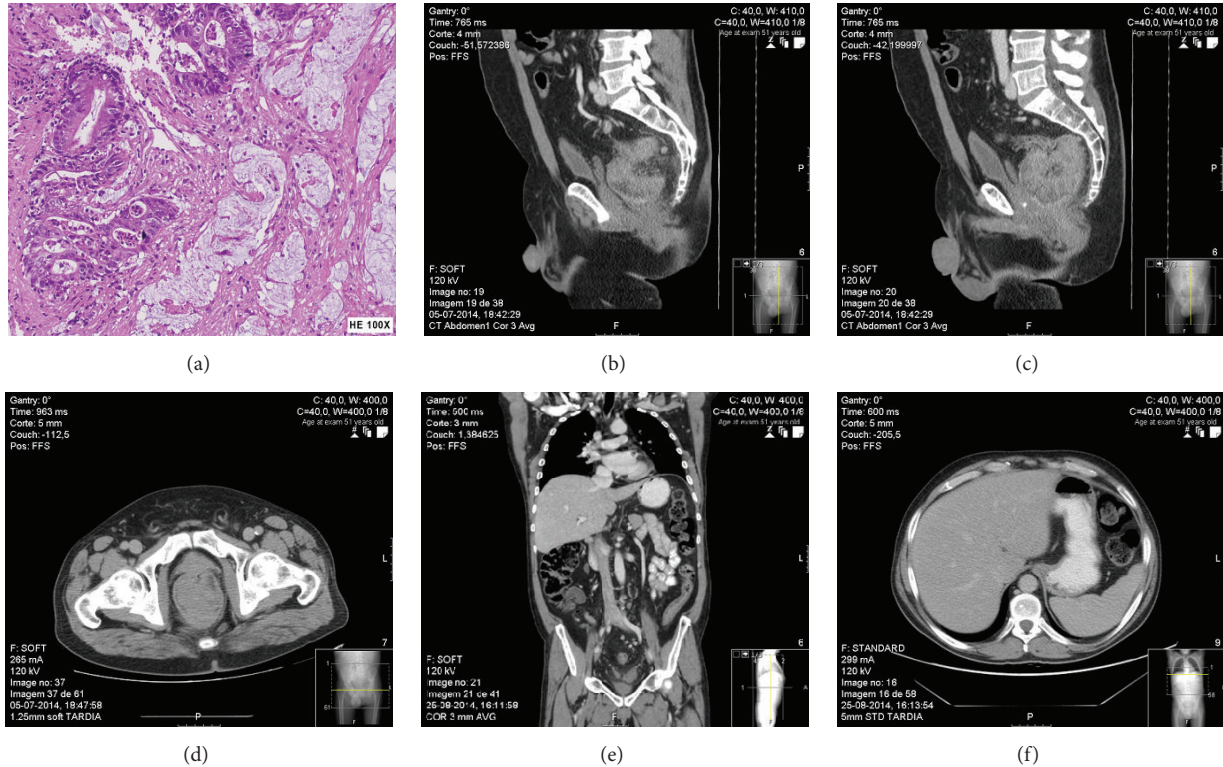 HE 100X
(a)
Gantry: 0°
Time: 765 ms
Corte: 4 mm
Couch: -51,572388
Pos: FFS
C: 40,0, W: 410,0
C=40,0, W=410,0 1/8
Age at exam 51 years old
P
6
F: SOFT
120 kV
Image no: 19
Imagem 19 de 38
05-07-2014, 18:42:29
CT Abdomen1 Cor 3 Avg
F
(b)
Gantry: 0°
Time: 765 ms
Corte: 4 mm
Couch: -42,199997
Pos: FFS
C: 40,0, W: 410,0
C=40,0, W=410,0 1/8
Age at exam 51 years old
P
6
F: SOFT
120 kV
Image no: 20
Imagem 20 de 38
05-07-2014, 18:42:29
CT Abdomen1 Cor 3 Avg
F
(c)
Gantry: 0°
Time: 963 ms
Corte: 5 mm
Couch: -112,5
Pos: FFS
C: 40,0, W: 400,0
C=40,0, W=400,0 1/8
Age at exam 51 years old
L
7
F: SOFT
265 mA
120 kV
Image no: 37
Imagem 37 de 61
05-07-2014, 18:47:58
1.25mm soft TARDIA
P
(d)
Gantry: 0°
Time: 500 ms
Corte: 3 mm
Couch: 1,384625
Pos: FFS
C: 40,0, W: 400,0
C=40,0, W=400,0 1/8
Age at exam 51 years old
L
6
F: SOFT
120 kV
Image no: 21
Imagem 21 de 41
25-08-2014, 16:11:58
COR 3 mm AVG
F
(e)
Gantry: 0°
Time: 600 ms
Corte: 5 mm
Couch: -205,5
Pos: FFS
C: 40,0, W: 400,0
C=40,0, W=400,0 1/8
Age at exam 51 years old
L
9
F: STANDARD
299 mA
120 kV
Image no: 16
Imagem 16 de 58
25-08-2014, 16:13:54
5mm STD TARDIA
P
(f)